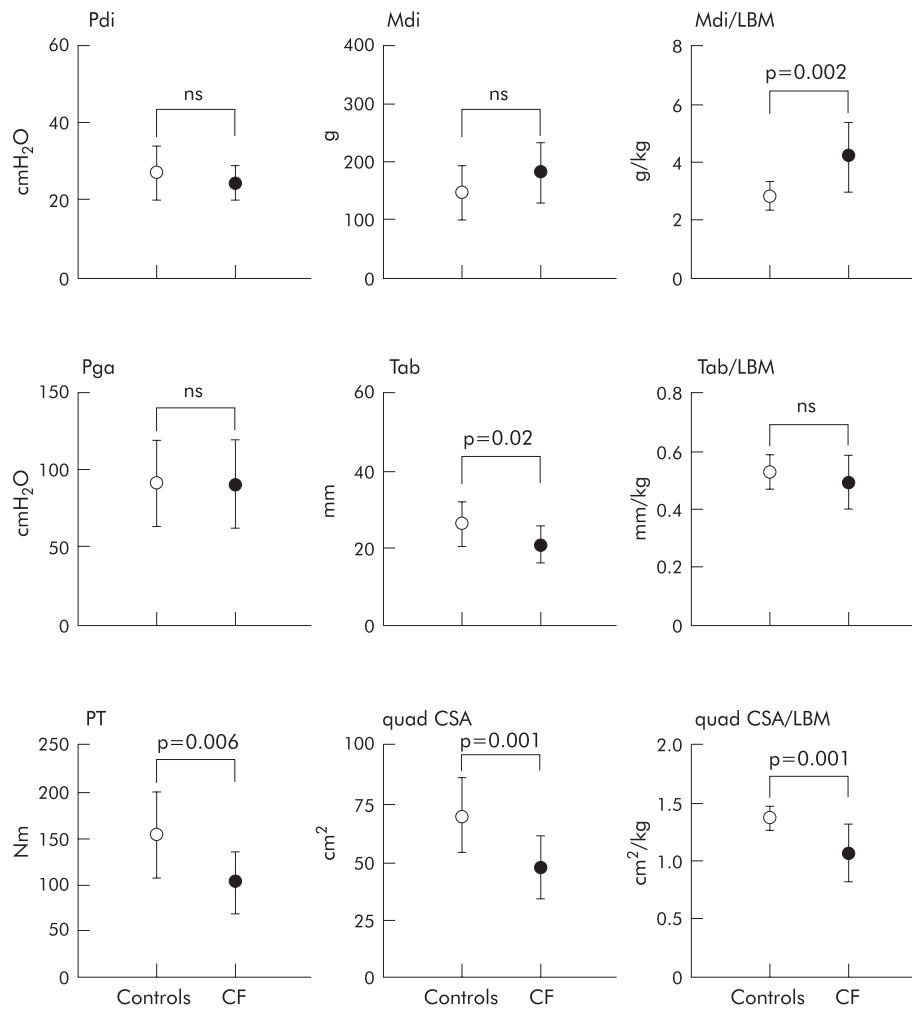 Pdi
60
40
20
0
cmH2O
ns
Mdi
400
300
200
100
0
g
ns
Mdi/LBM
8
6
4
2
0
g/kg
p=0.002
Pga
150
100
50
0
cmH2O
ns
Tab
60
40
20
0
mm
p=0.02
Tab/LBM
0.8
0.6
0.4
0.2
0
mm/kg
ns
PT
250
200
150
100
50
0
Nm
p=0.006
Controls CF
quad CSA
100
75
50
25
0
cm2
p=0.001
Controls CF
quad CSA/LBM
2.0
1.5
1.0
0.5
0
cm2/kg
p=0.001
Controls CF